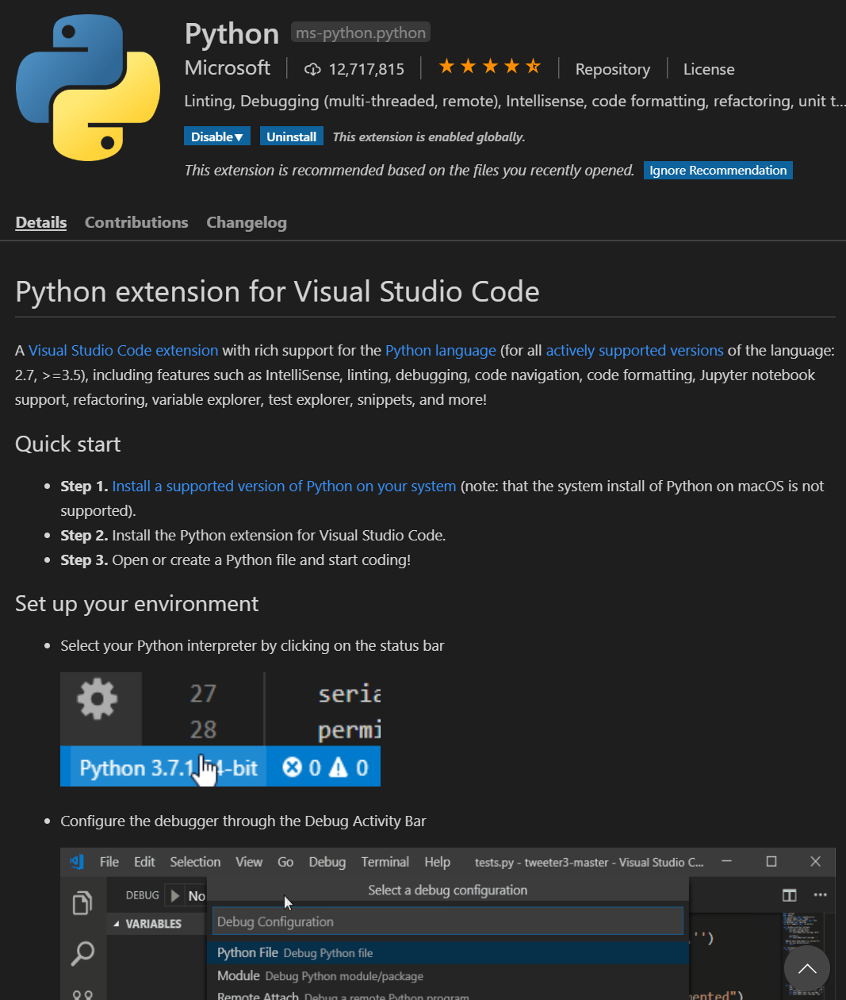 Python ms-python.python
Microsoft 12,717,815 Repository License
Linting, Debugging (multi-threaded, remote), Intellisense, code formatting, refactoring, unit t...
Disable▼ Uninstall This extension is enabled globally.
This extension is recommended based on the files you recently opened. Ignore Recommendation
Details Contributions Changelog
Python extension for Visual Studio Code
A Visual Studio Code extension with rich support for the Python language (for all actively supported versions of the language:
2.7, >=3.5), including features such as IntelliSense, linting, debugging, code navigation, code formatting, Jupyter notebook
support, refactoring, variable explorer, test explorer, snippets, and more!
Quick start
• Step 1. Install a supported version of Python on your system (note: that the system install of Python on macOS is not
supported).
• Step 2. Install the Python extension for Visual Studio Code.
• Step 3. Open or create a Python file and start coding!
Set up your environment
• Select your Python interpreter by clicking on the status bar
27 seria
28 permi
Python 3.7.1 4-bit 0 0
• Configure the debugger through the Debug Activity Bar
File Edit Selection View Go Debug Terminal Help tests.py - tweeter3-master - Visual Studio C...
Select a debug configuration
DEBUG No
Debug Configuration
VARIABLES
,'')
Python File Debug Python file
Module Debug Python module/package
Remote Attach Debug a remote Python program
mented")